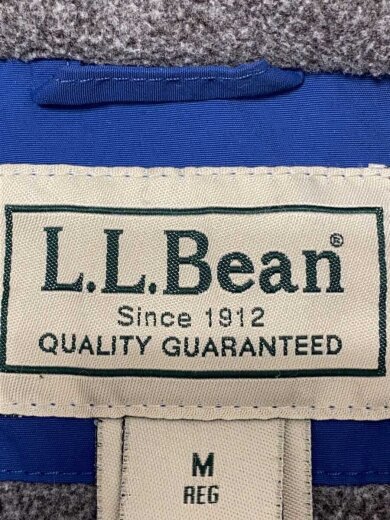 L.L.Bean®
Since 1912
QUALITY GUARANTEED
M
REG